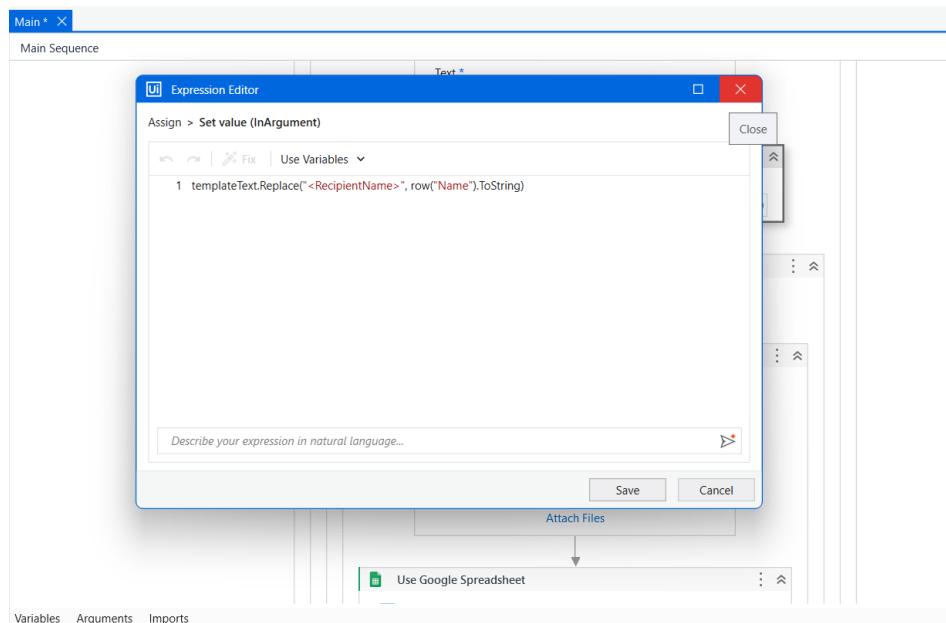 Main *
Main Sequence
Text *
Ui Expression Editor
Close
Assign > Set value (InArgument)
Fix Use Variables
1 templateText.Replace("<RecipientName>", row("Name").ToString)
Describe your expression in natural language...
Save Cancel
Attach Files
Use Google Spreadsheet
Variables Arguments Imports